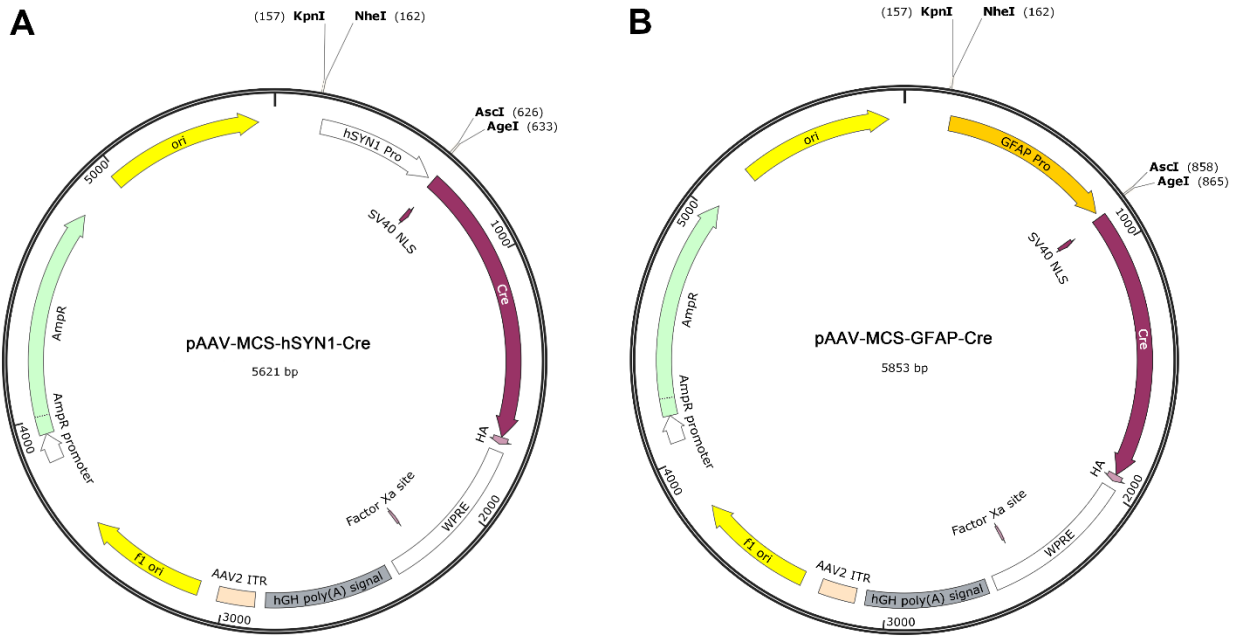 A
(157) KpnI NheI (162)
AscI (626)
AgeI (633)
ori
hSYN1 Pro
5000
SV40 NLS
1000
Cre
AmpR
pAAV-MCS-hSYN1-Cre
5621 bp
AmpR promoter
4000
HA
Factor Xa site
WPRE
2000
f1 ori
AAV2 ITR
hGH poly(A) signal
3000
B
(157) KpnI NheI (162)
AscI (858)
AgeI (865)
ori
GFAP Pro
5000
SV40 NLS
1000
Cre
AmpR
pAAV-MCS-GFAP-Cre
5853 bp
AmpR promoter
4000
HA
2000
Factor Xa site
WPRE
f1 ori
AAV2 ITR
hGH poly(A) signal
3000